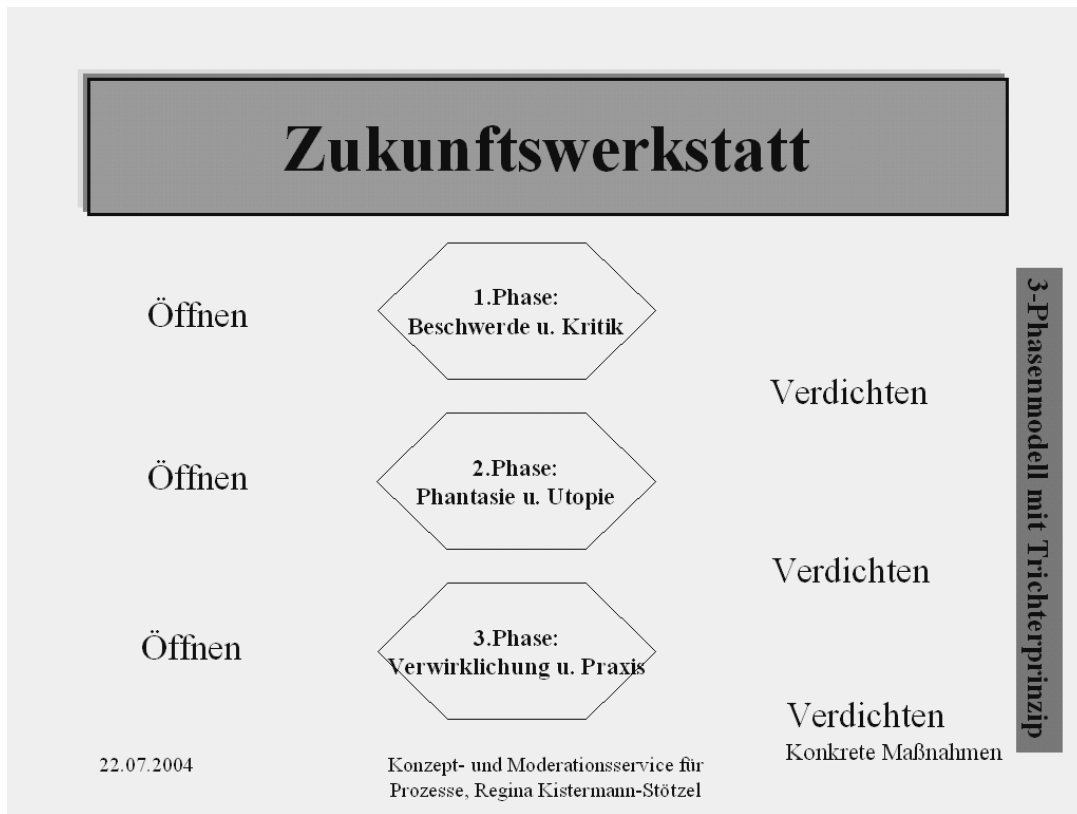 Zukunftswerkstatt
Öffnen
1.Phase:
Beschwerde u. Kritik
Verdichten
Öffnen
2.Phase:
Phantasie u. Utopie
Verdichten
Öffnen
3.Phase:
Verwirklichung u. Praxis
Verdichten
Konkrete Maßnahmen
3-Phasenmodell mit Trichterprinzip
22.07.2004
Konzept- und Moderationsservice für
Prozesse, Regina Kistermann-Stötzel